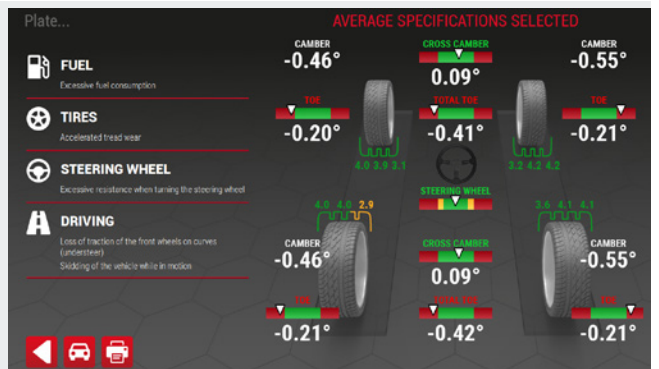 Plate...
AVERAGE SPECIFICATIONS SELECTED
FUEL
Excessive fuel consumption
TIRES
Accelerated tread wear
STEERING WHEEL
Excessive resistance when turning the steering wheel
DRIVING
Loss of traction of the front wheels on curves
(understeer)
Skidding of the vehicle while in motion
CAMBER
-0.46°
CROSS CAMBER
0.09°
CAMBER
-0.55°
TOE
-0.20°
TOTAL TOE
-0.41°
TOE
-0.21°
4.0 3.9 3.1
3.2 4.2 4.2
STEERING WHEEL
4.0 4.0 2.9
3.6 4.1 4.1
CAMBER
-0.46°
CROSS CAMBER
0.09°
CAMBER
-0.55°
TOE
-0.21°
TOTAL TOE
-0.42°
TOE
-0.21°